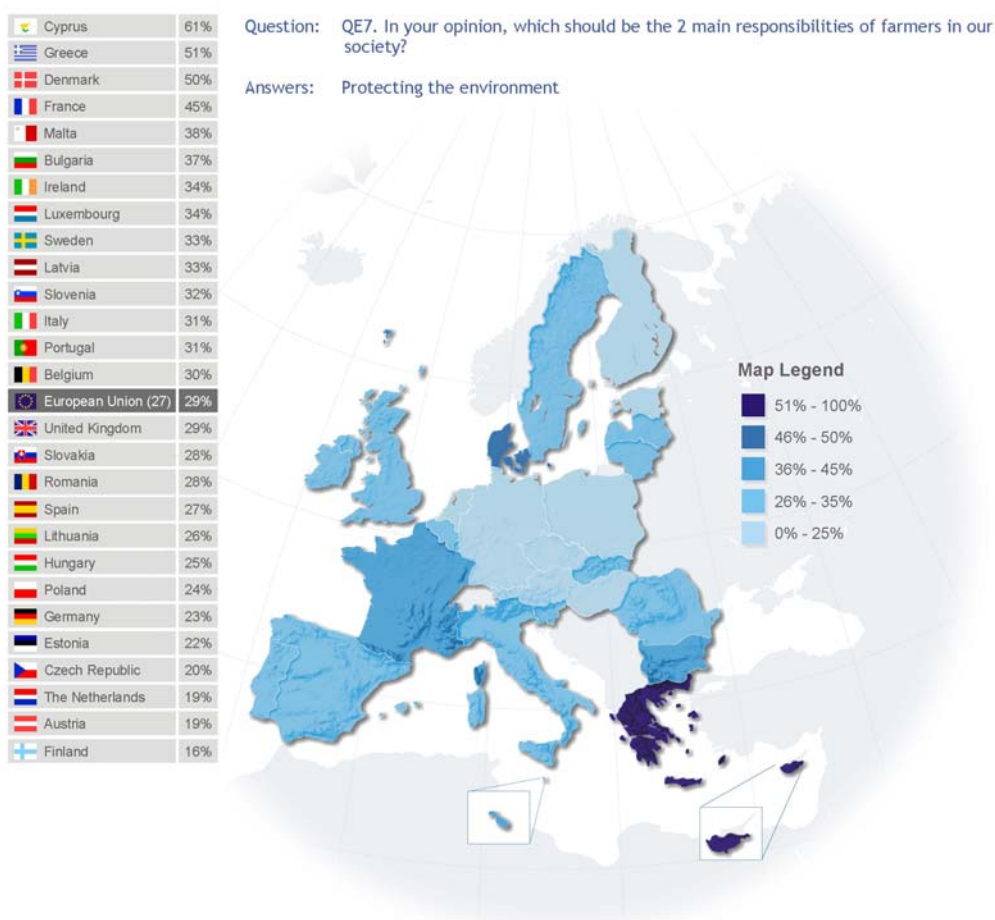 Question: QE7. In your opinion, which should be the 2 main responsibilities of farmers in our
society?
Answers: Protecting the environment
Cyprus 61%
Greece 51%
Denmark 50%
France 45%
Malta 38%
Bulgaria 37%
Ireland 34%
Luxembourg 34%
Sweden 33%
Latvia 33%
Slovenia 32%
Italy 31%
Portugal 31%
Belgium 30%
European Union (27) 29%
United Kingdom 29%
Slovakia 28%
Romania 28%
Spain 27%
Lithuania 26%
Hungary 25%
Poland 24%
Germany 23%
Estonia 22%
Czech Republic 20%
The Netherlands 19%
Austria 19%
Finland 16%
Map Legend
51% - 100%
46% - 50%
36% - 45%
26% - 35%
0% - 25%